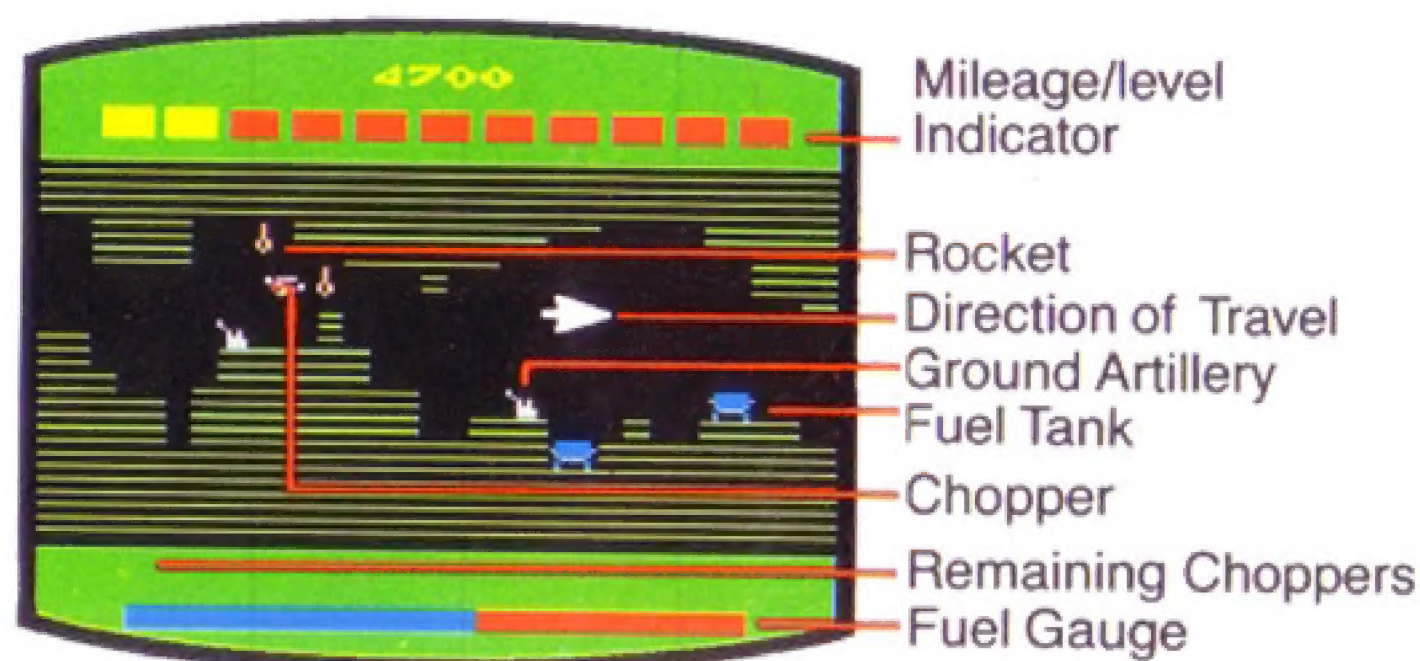 4700
Mileage/level
Indicator
Rocket
Direction of Travel
Ground Artillery
Fuel Tank
Chopper
Remaining Choppers
Fuel Gauge